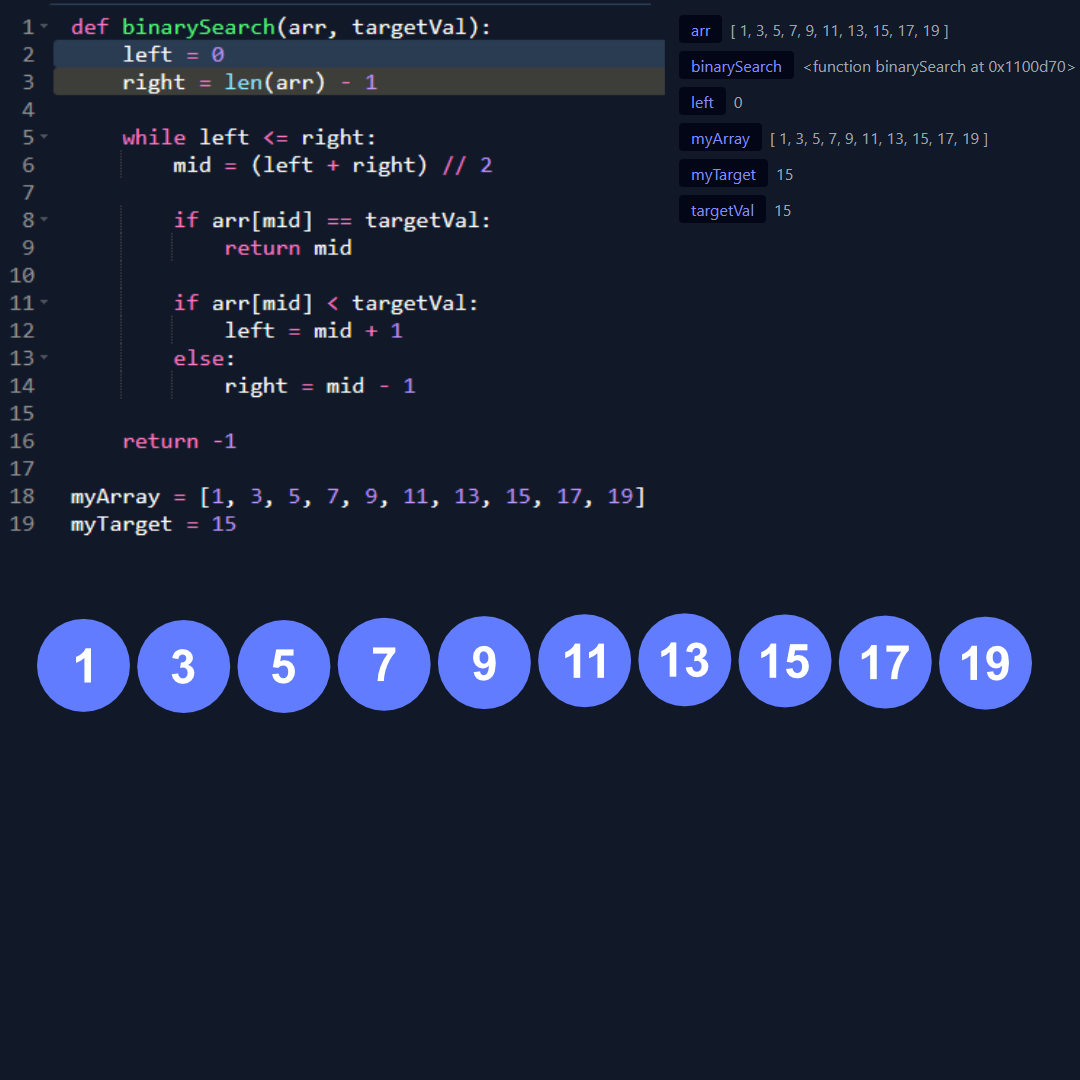 1 def binarySearch(arr, targetVal):
2     left = 0
3     right = len(arr) - 1
4
5     while left <= right:
6         mid = (left + right) // 2
7
8         if arr[mid] == targetVal:
9             return mid
10
11         if arr[mid] < targetVal:
12             left = mid + 1
13         else:
14             right = mid - 1
15
16     return -1
17
18 myArray = [1, 3, 5, 7, 9, 11, 13, 15, 17, 19]
19 myTarget = 15
arr [ 1, 3, 5, 7, 9, 11, 13, 15, 17, 19 ]
binarySearch <function binarySearch at 0x1100d70>
left 0
myArray [ 1, 3, 5, 7, 9, 11, 13, 15, 17, 19 ]
myTarget 15
targetVal 15
1 3 5 7 9 11 13 15 17 19